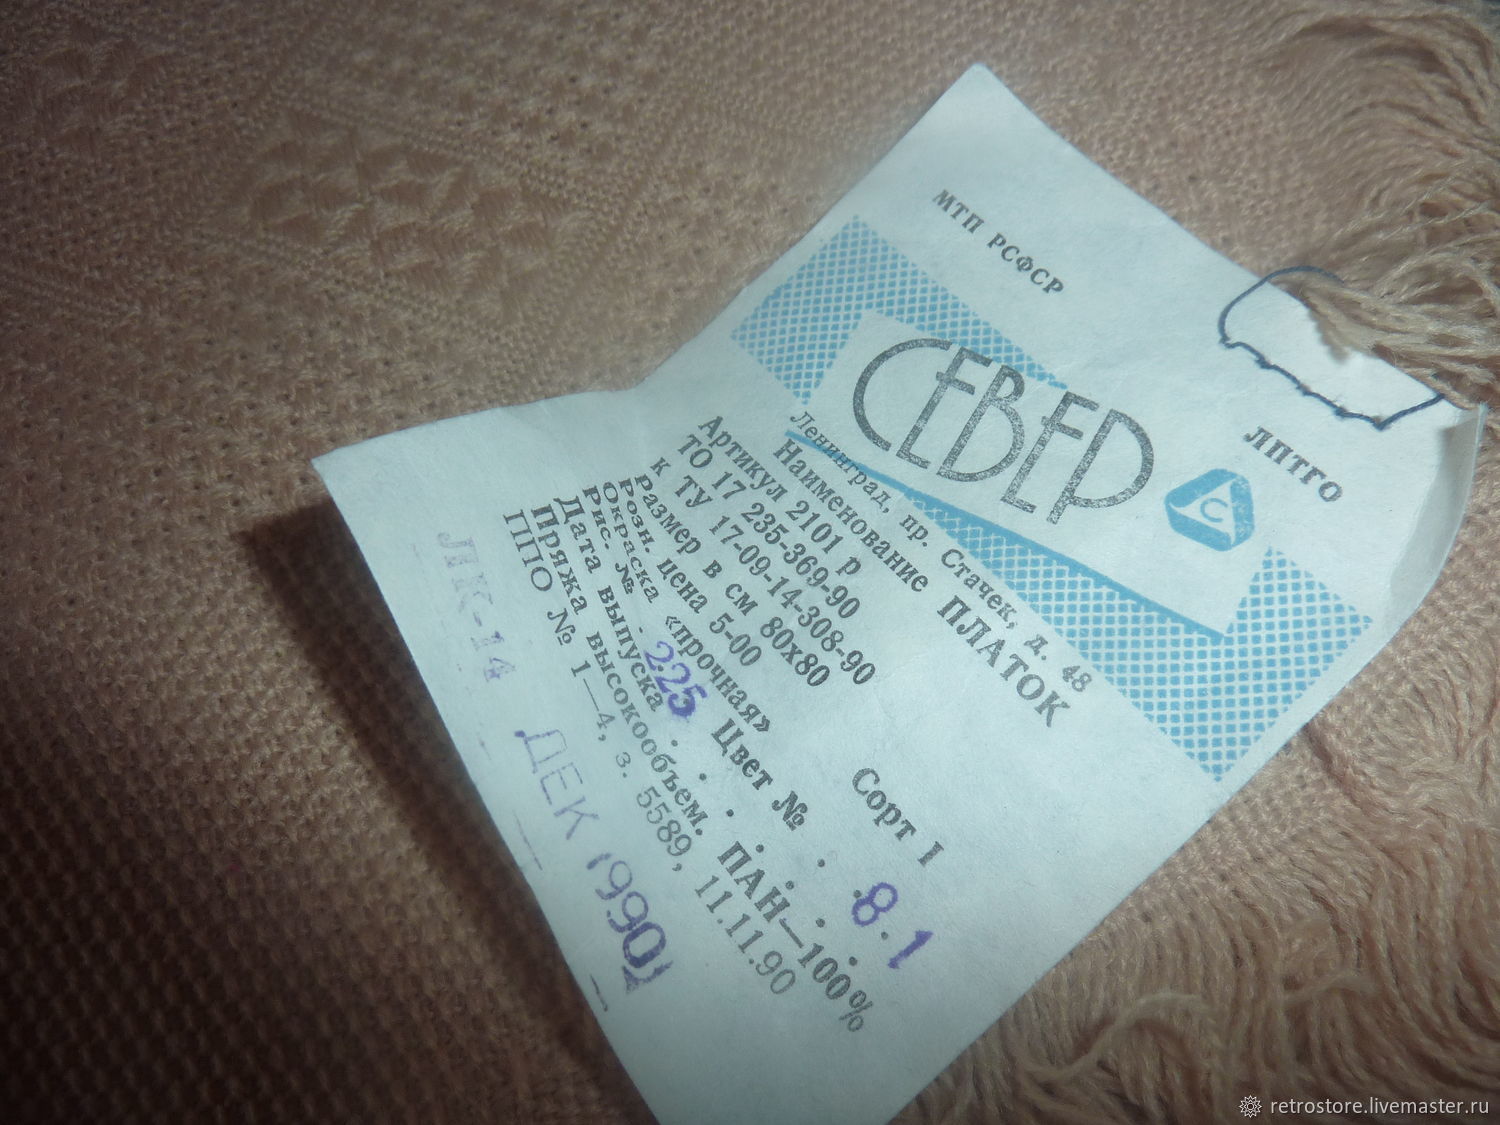 МТП РСФСР
ЛПТГО
СЕВЕР
С
Ленинград, пр. Стачек, д. 48
Наименование ПЛАТОК
Артикул 2101 р
Сорт I
ТО 17 235-369-90
к ТУ 17-09-14-308-90
размер в см 80х80
розн. цена 5-00
Окраска «прочная»
Рис. № 225 Цвет № 8.1
Дата выпуска
Пряжа высокообъем. ПАН—100%
ППО № 1—4, з. 5589, 11.11.90
ЛК-14
ДЕК 1990
retrostore.livemaster.ru